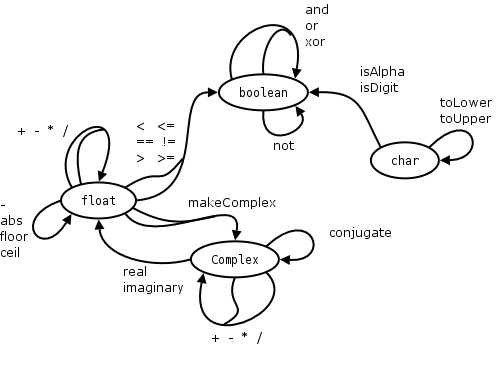 and
or
xor
boolean
isAlpha
isDigit
toLower
toUpper
+ - * /
< <=
== !=
> >=
not
char
float
makeComplex
-
abs
floor
ceil
conjugate
real
imaginary
Complex
+ - * /